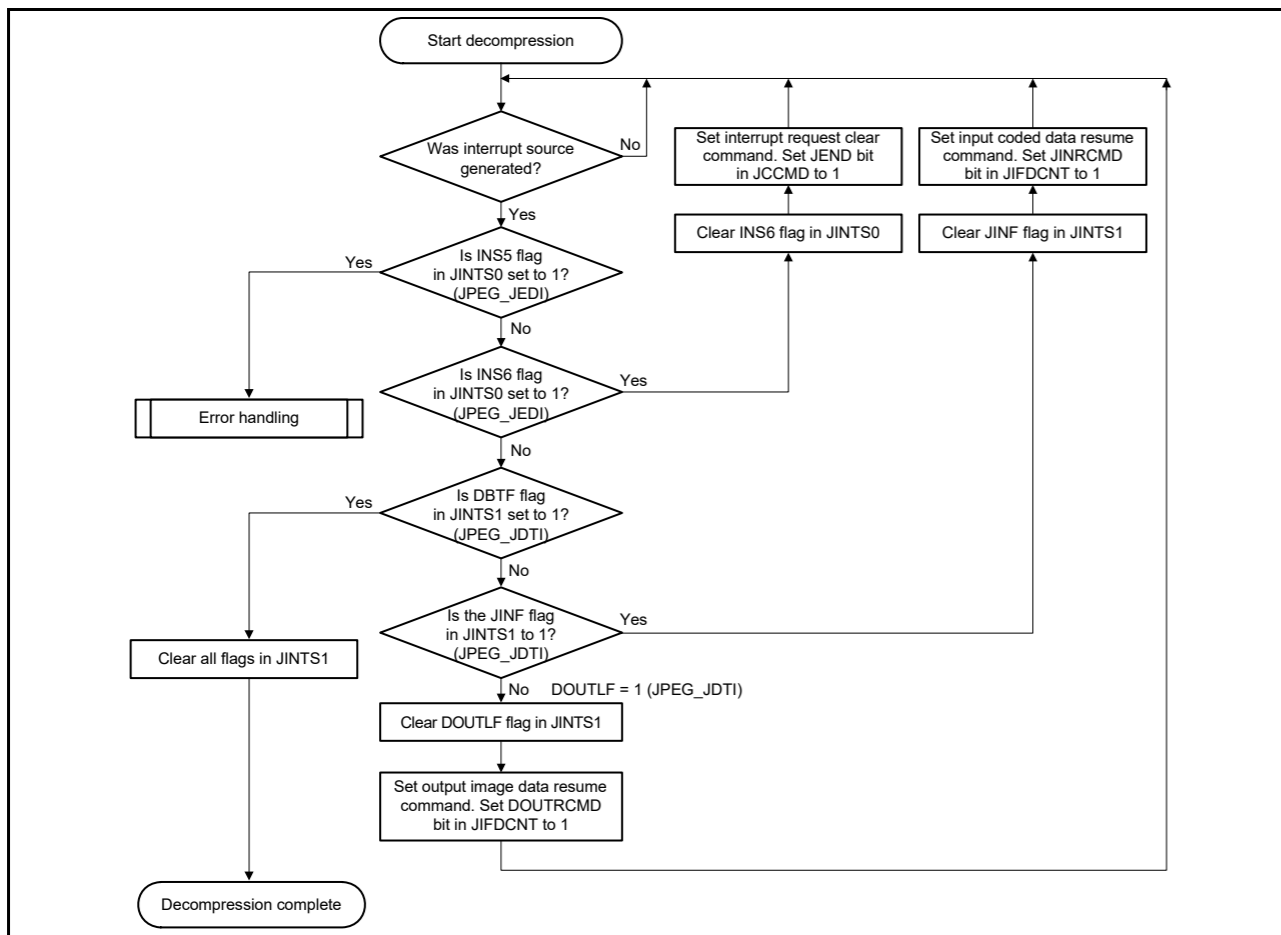 Start decompression
Was interrupt source
generated?
No
Yes
Set interrupt request clear
command. Set JEND bit
in JCCMD to 1
Set input coded data resume
command. Set JINRCMD
bit in JIFDCNT to 1
Clear INS6 flag in JINTS0
Clear JINF flag in JINTS1
Is INS5 flag
in JINTS0 set to 1?
(JPEG_JEDI)
Yes
No
Error handling
Is INS6 flag
in JINTS0 set to 1?
(JPEG_JEDI)
Yes
No
Is DBTF flag
in JINTS1 set to 1?
(JPEG_JDTI)
Yes
No
Is the JINF flag
in JINTS1 to 1?
(JPEG_JDTI)
Yes
No
DOUTLF = 1 (JPEG_JDTI)
Clear all flags in JINTS1
Clear DOUTLF flag in JINTS1
Set output image data resume
command. Set DOUTRCMD
bit in JIFDCNT to 1
Decompression complete